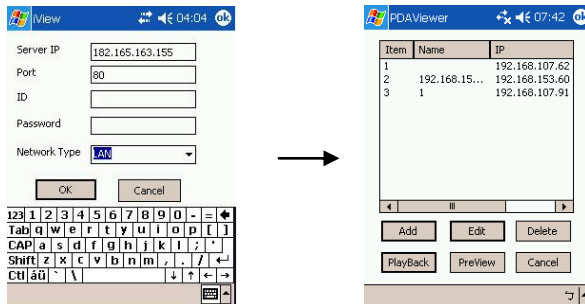 iView 4:04 ok
Server IP 182.165.163.155
Port 80
ID
Password
Network Type LAN
OK Cancel
123 1 2 3 4 5 6 7 8 9 0 - =
Tab q w e r t y u i o p [ ]
CAP a s d f g h j k l ; '
Shift z x c v b n m , . /
Ctl áü ` \
PDAViewer 07:42 ok
Item Name IP
1 192.168.107.62
2 192.168.15... 192.168.153.60
3 1 192.168.107.91
Add Edit Delete
PlayBack PreView Cancel